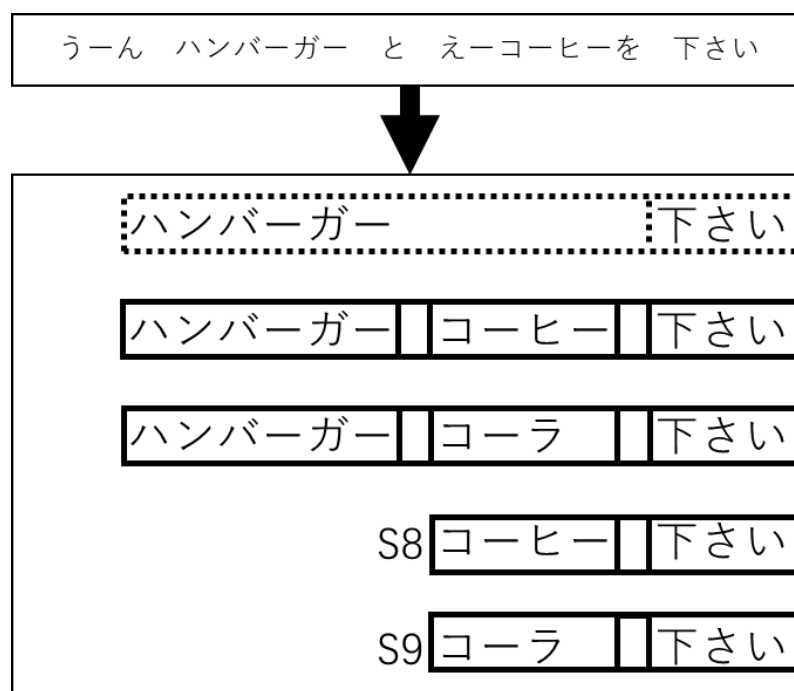 うーん　ハンバーガー　と　えーコーヒーを　下さい
ハンバーガー　下さい
ハンバーガー　コーヒー　下さい
ハンバーガー　コーラ　下さい
S8 コーヒー　下さい
S9 コーラ　下さい